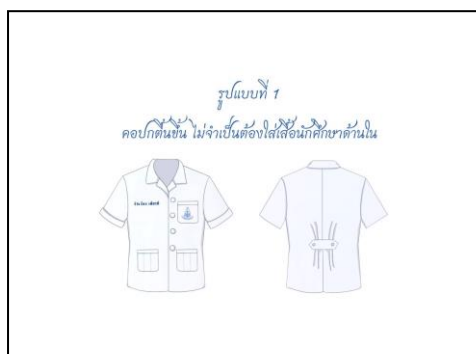 รูปแบบที่ 1
คอปกตื้นขึ้น ไม่จำเป็นต้องใส่เสื้อนักศึกษาด้านใน